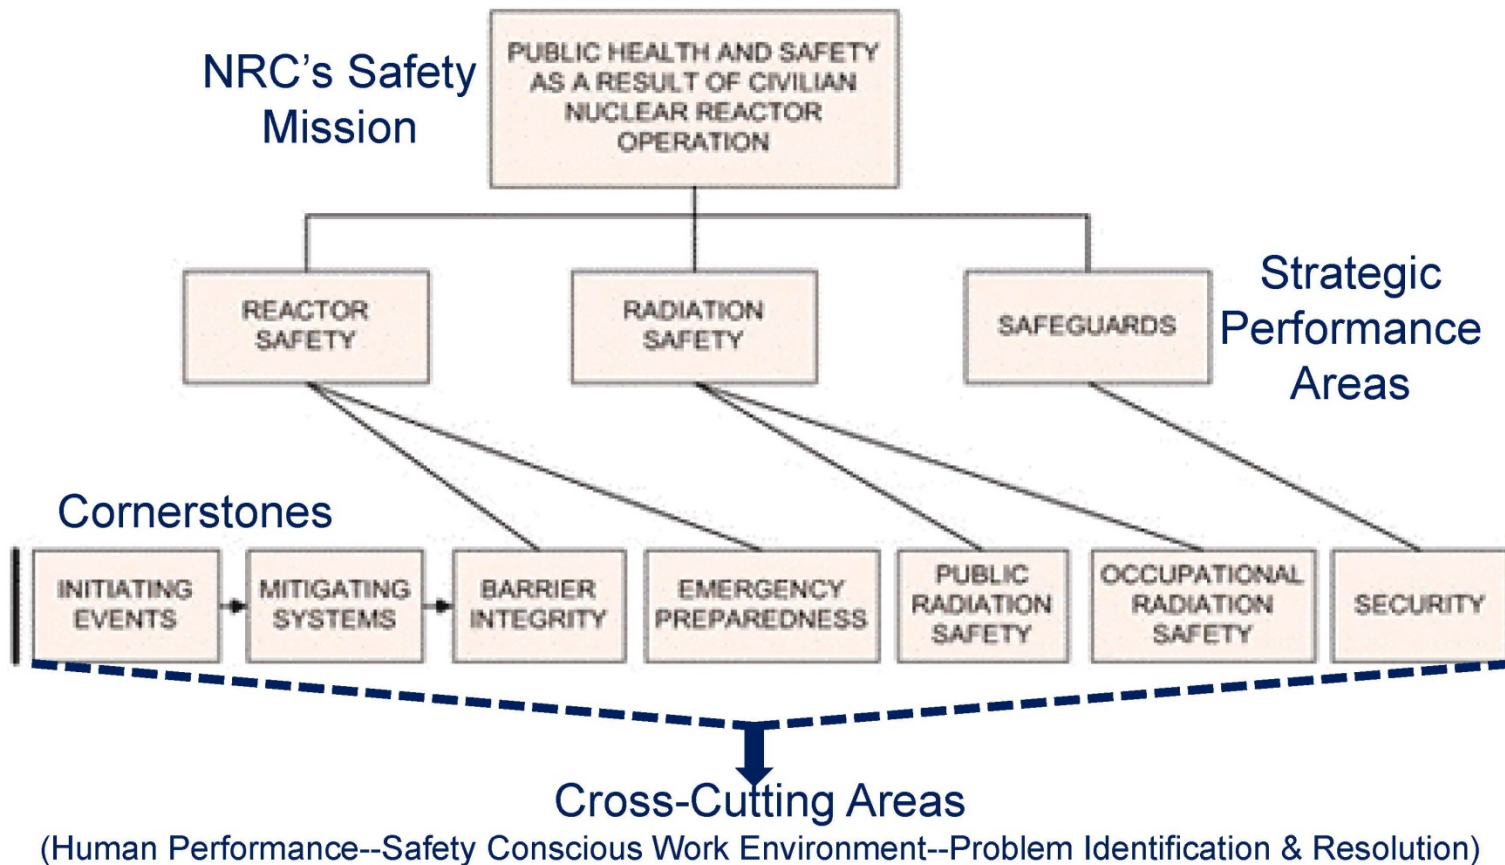 NRC's Safety
Mission
PUBLIC HEALTH AND SAFETY
AS A RESULT OF CIVILIAN
NUCLEAR REACTOR
OPERATION
REACTOR
SAFETY
RADIATION
SAFETY
SAFEGUARDS
Strategic
Performance
Areas
Cornerstones
INITIATING
EVENTS
MITIGATING
SYSTEMS
BARRIER
INTEGRITY
EMERGENCY
PREPAREDNESS
PUBLIC
RADIATION
SAFETY
OCCUPATIONAL
RADIATION
SAFETY
SECURITY
Cross-Cutting Areas
(Human Performance--Safety Conscious Work Environment--Problem Identification & Resolution)